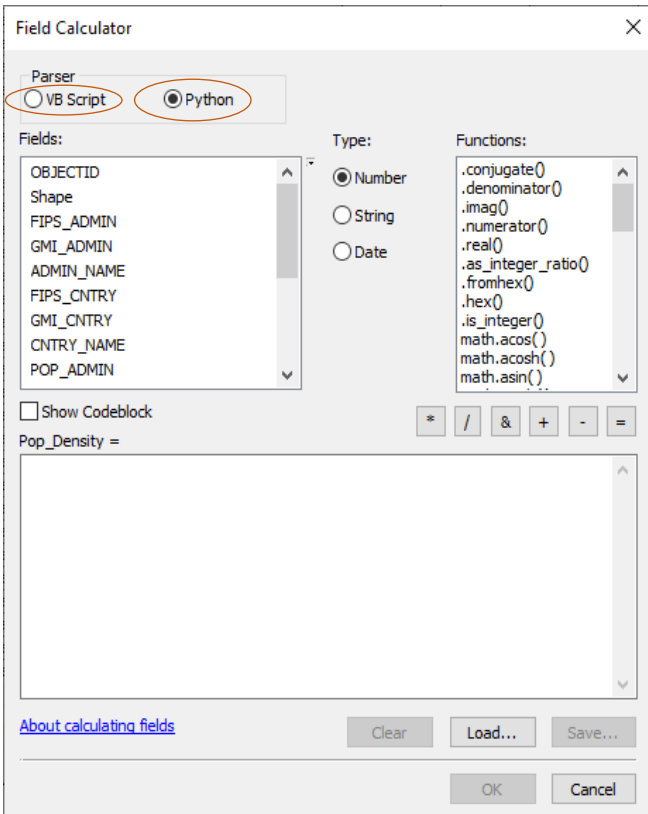 Field Calculator
Parser
VB Script
Python
Fields:
OBJECTID
Shape
FIPS_ADMIN
GMI_ADMIN
ADMIN_NAME
FIPS_CNTRY
GMI_CNTRY
CNTRY_NAME
POP_ADMIN
Type:
Number
String
Date
Functions:
.conjugate()
.denominator()
.imag()
.numerator()
.real()
.as_integer_ratio()
.fromhex()
.hex()
.is_integer()
math.acos( )
math.acosh( )
math.asin( )
Show Codeblock
* / & + - =
Pop_Density =
About calculating fields
Clear
Load...
Save...
OK
Cancel